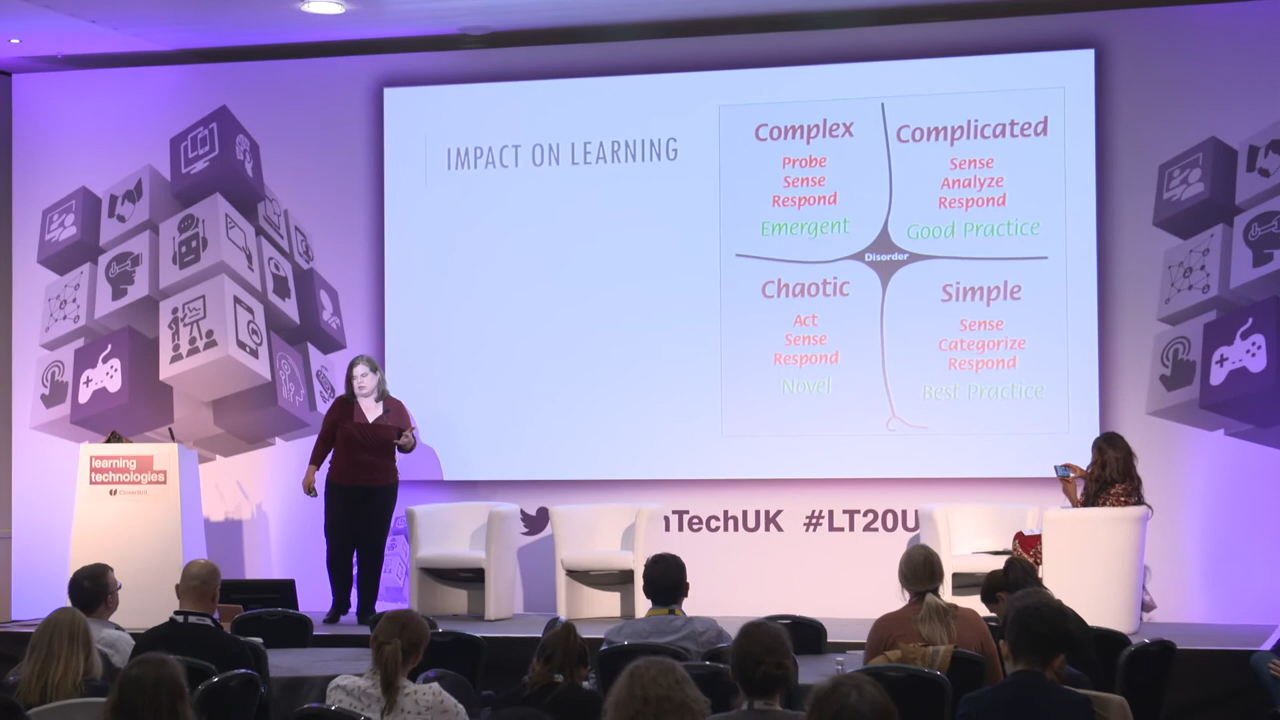 IMPACT ON LEARNING
Complex
Probe
Sense
Respond
Emergent
Complicated
Sense
Analyze
Respond
Good Practice
Disorder
Chaotic
Act
Sense
Respond
Novel
Simple
Sense
Categorize
Respond
Best Practice
learning
technologies
CloserStill
nTechUK #LT20U